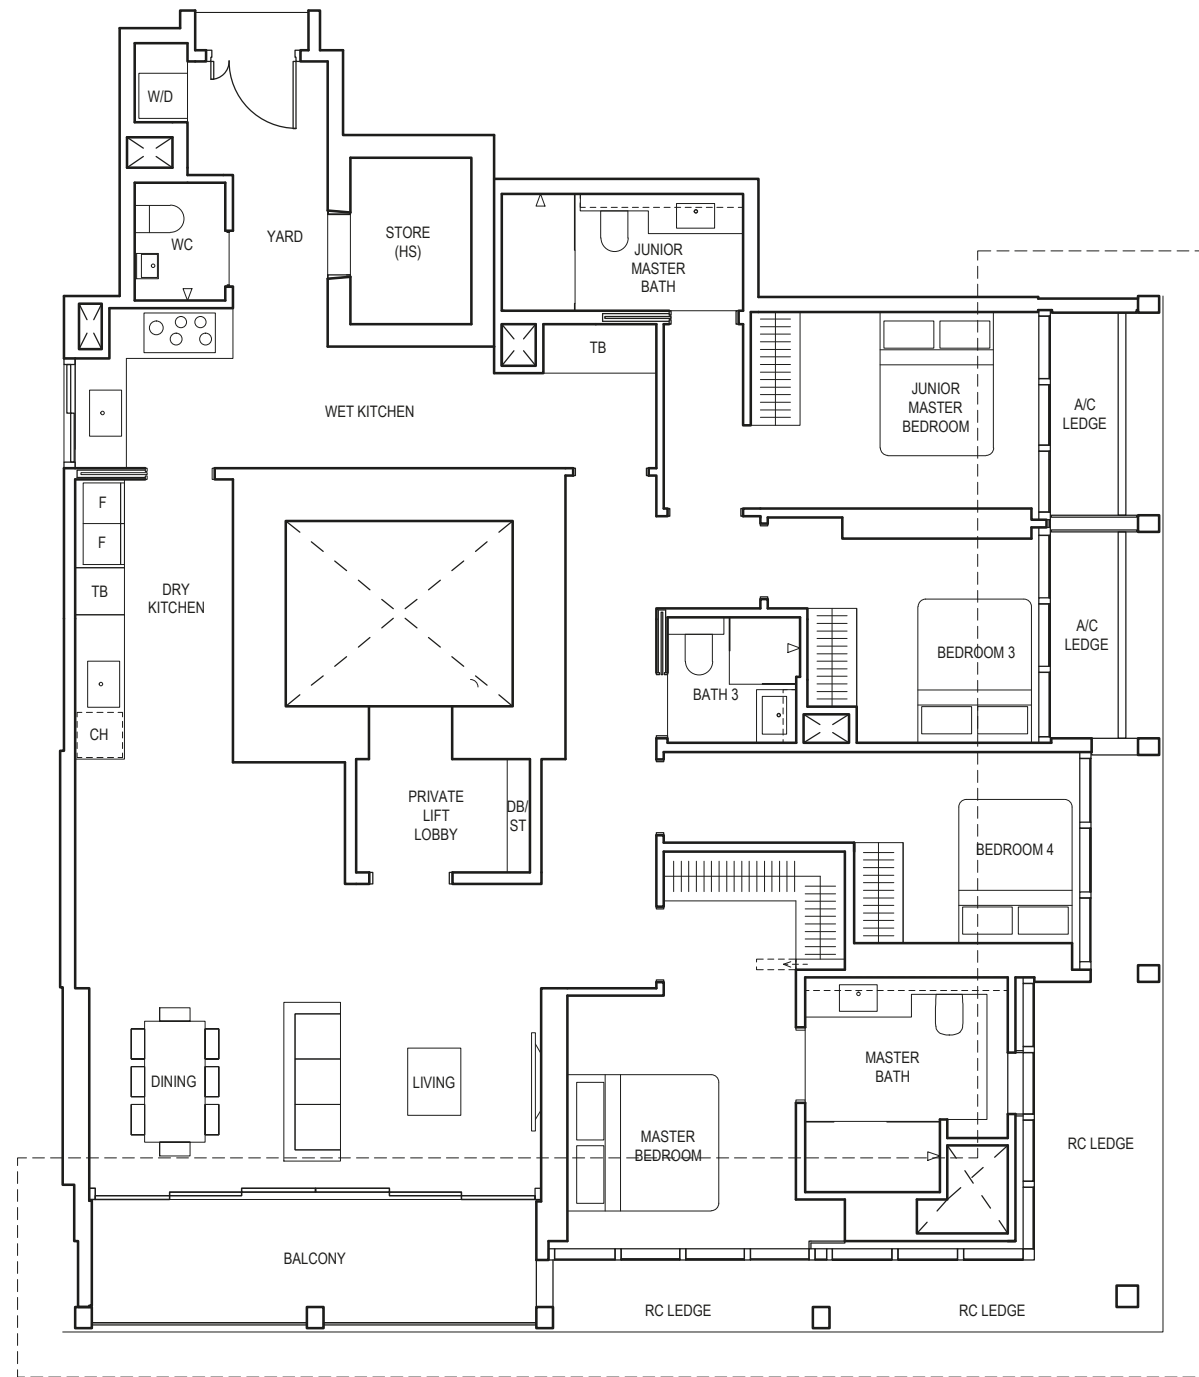 W/D
WC
YARD
STORE
(HS)
JUNIOR
MASTER
BATH
TB
WET KITCHEN
JUNIOR
MASTER
BEDROOM
A/C
LEDGE
F
F
TB
DRY
KITCHEN
CH
BEDROOM 3
A/C
LEDGE
BATH 3
PRIVATE
LIFT
LOBBY
DB/
ST
BEDROOM 4
DINING
LIVING
MASTER
BATH
MASTER
BEDROOM
RC LEDGE
BALCONY
RC LEDGE
RC LEDGE